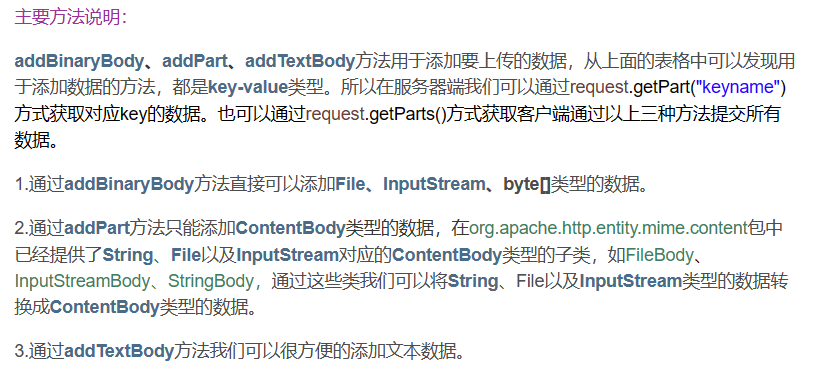 主要方法说明：
addBinaryBody、addPart、addTextBody方法用于添加要上传的数据，从上面的表格中可以发现用
于添加数据的方法，都是key-value类型。所以在服务器端我们可以通过request.getPart("keyname")
方式获取对应key的数据。也可以通过request.getParts()方式获取客户端通过以上三种方法提交所有
数据。
1.通过addBinaryBody方法直接可以添加File、InputStream、byte[]类型的数据。
2.通过addPart方法只能添加ContentBody类型的数据，在org.apache.http.entity.mime.content包中
已经提供了String、File以及InputStream对应的ContentBody类型的子类，如FileBody、
InputStreamBody、StringBody，通过这些类我们可以将String、File以及InputStream类型的数据转
换成ContentBody类型的数据。
3.通过addTextBody方法我们可以很方便的添加文本数据。